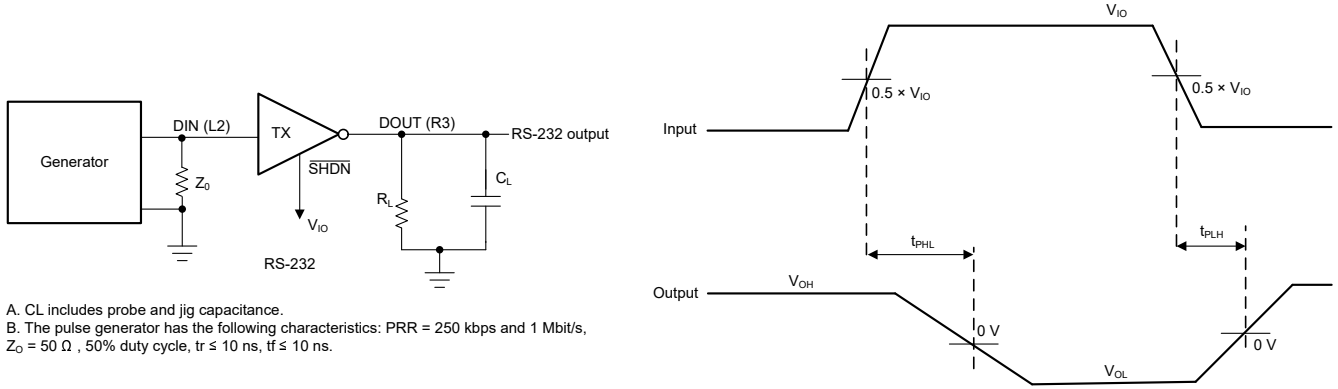 Generator
DIN (L2)
Z0
TX
SHDN
VIO
RS-232
DOUT (R3)
RL
CL
RS-232 output
A. CL includes probe and jig capacitance.
B. The pulse generator has the following characteristics: PRR = 250 kbps and 1 Mbit/s,
ZO = 50 Ω , 50% duty cycle, tr ≤ 10 ns, tf ≤ 10 ns.
VIO
0.5 × VIO
0.5 × VIO
Input
tPHL
tPLH
Output
VOH
0 V
0 V
VOL